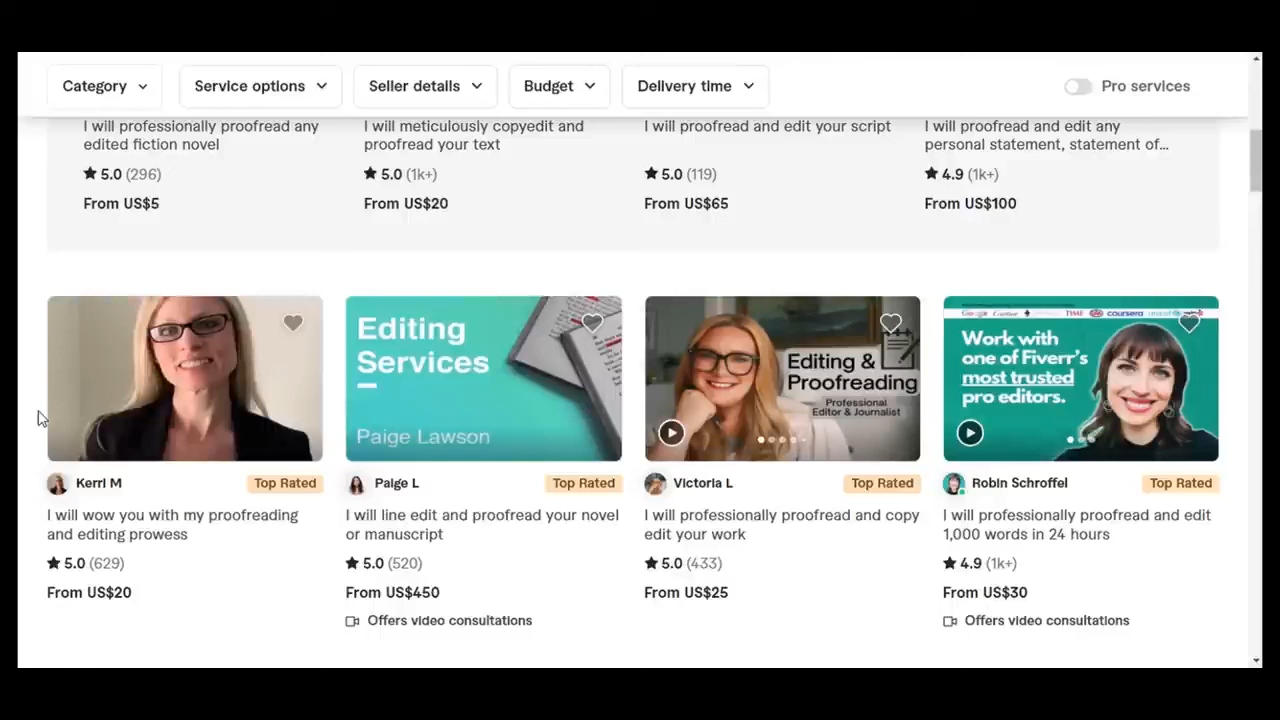 Category
Service options
Seller details
Budget
Delivery time
Pro services
I will professionally proofread any
edited fiction novel
5.0 (296)
From US$5
I will meticulously copyedit and
proofread your text
5.0 (1k+)
From US$20
I will proofread and edit your script
5.0 (119)
From US$65
I will proofread and edit any
personal statement, statement of...
4.9 (1k+)
From US$100
Kerri M
Top Rated
I will wow you with my proofreading
and editing prowess
5.0 (629)
From US$20
Editing
Services
Paige Lawson
Paige L
Top Rated
I will line edit and proofread your novel
or manuscript
5.0 (520)
From US$450
Offers video consultations
Editing &
Proofreading
Professional
Editor & Journalist
Victoria L
Top Rated
I will professionally proofread and copy
edit your work
5.0 (433)
From US$25
Google
TIME
coursera
Work with
one of Fiverr's
most trusted
pro editors.
Robin Schroffel
Top Rated
I will professionally proofread and edit
1,000 words in 24 hours
4.9 (1k+)
From US$30
Offers video consultations